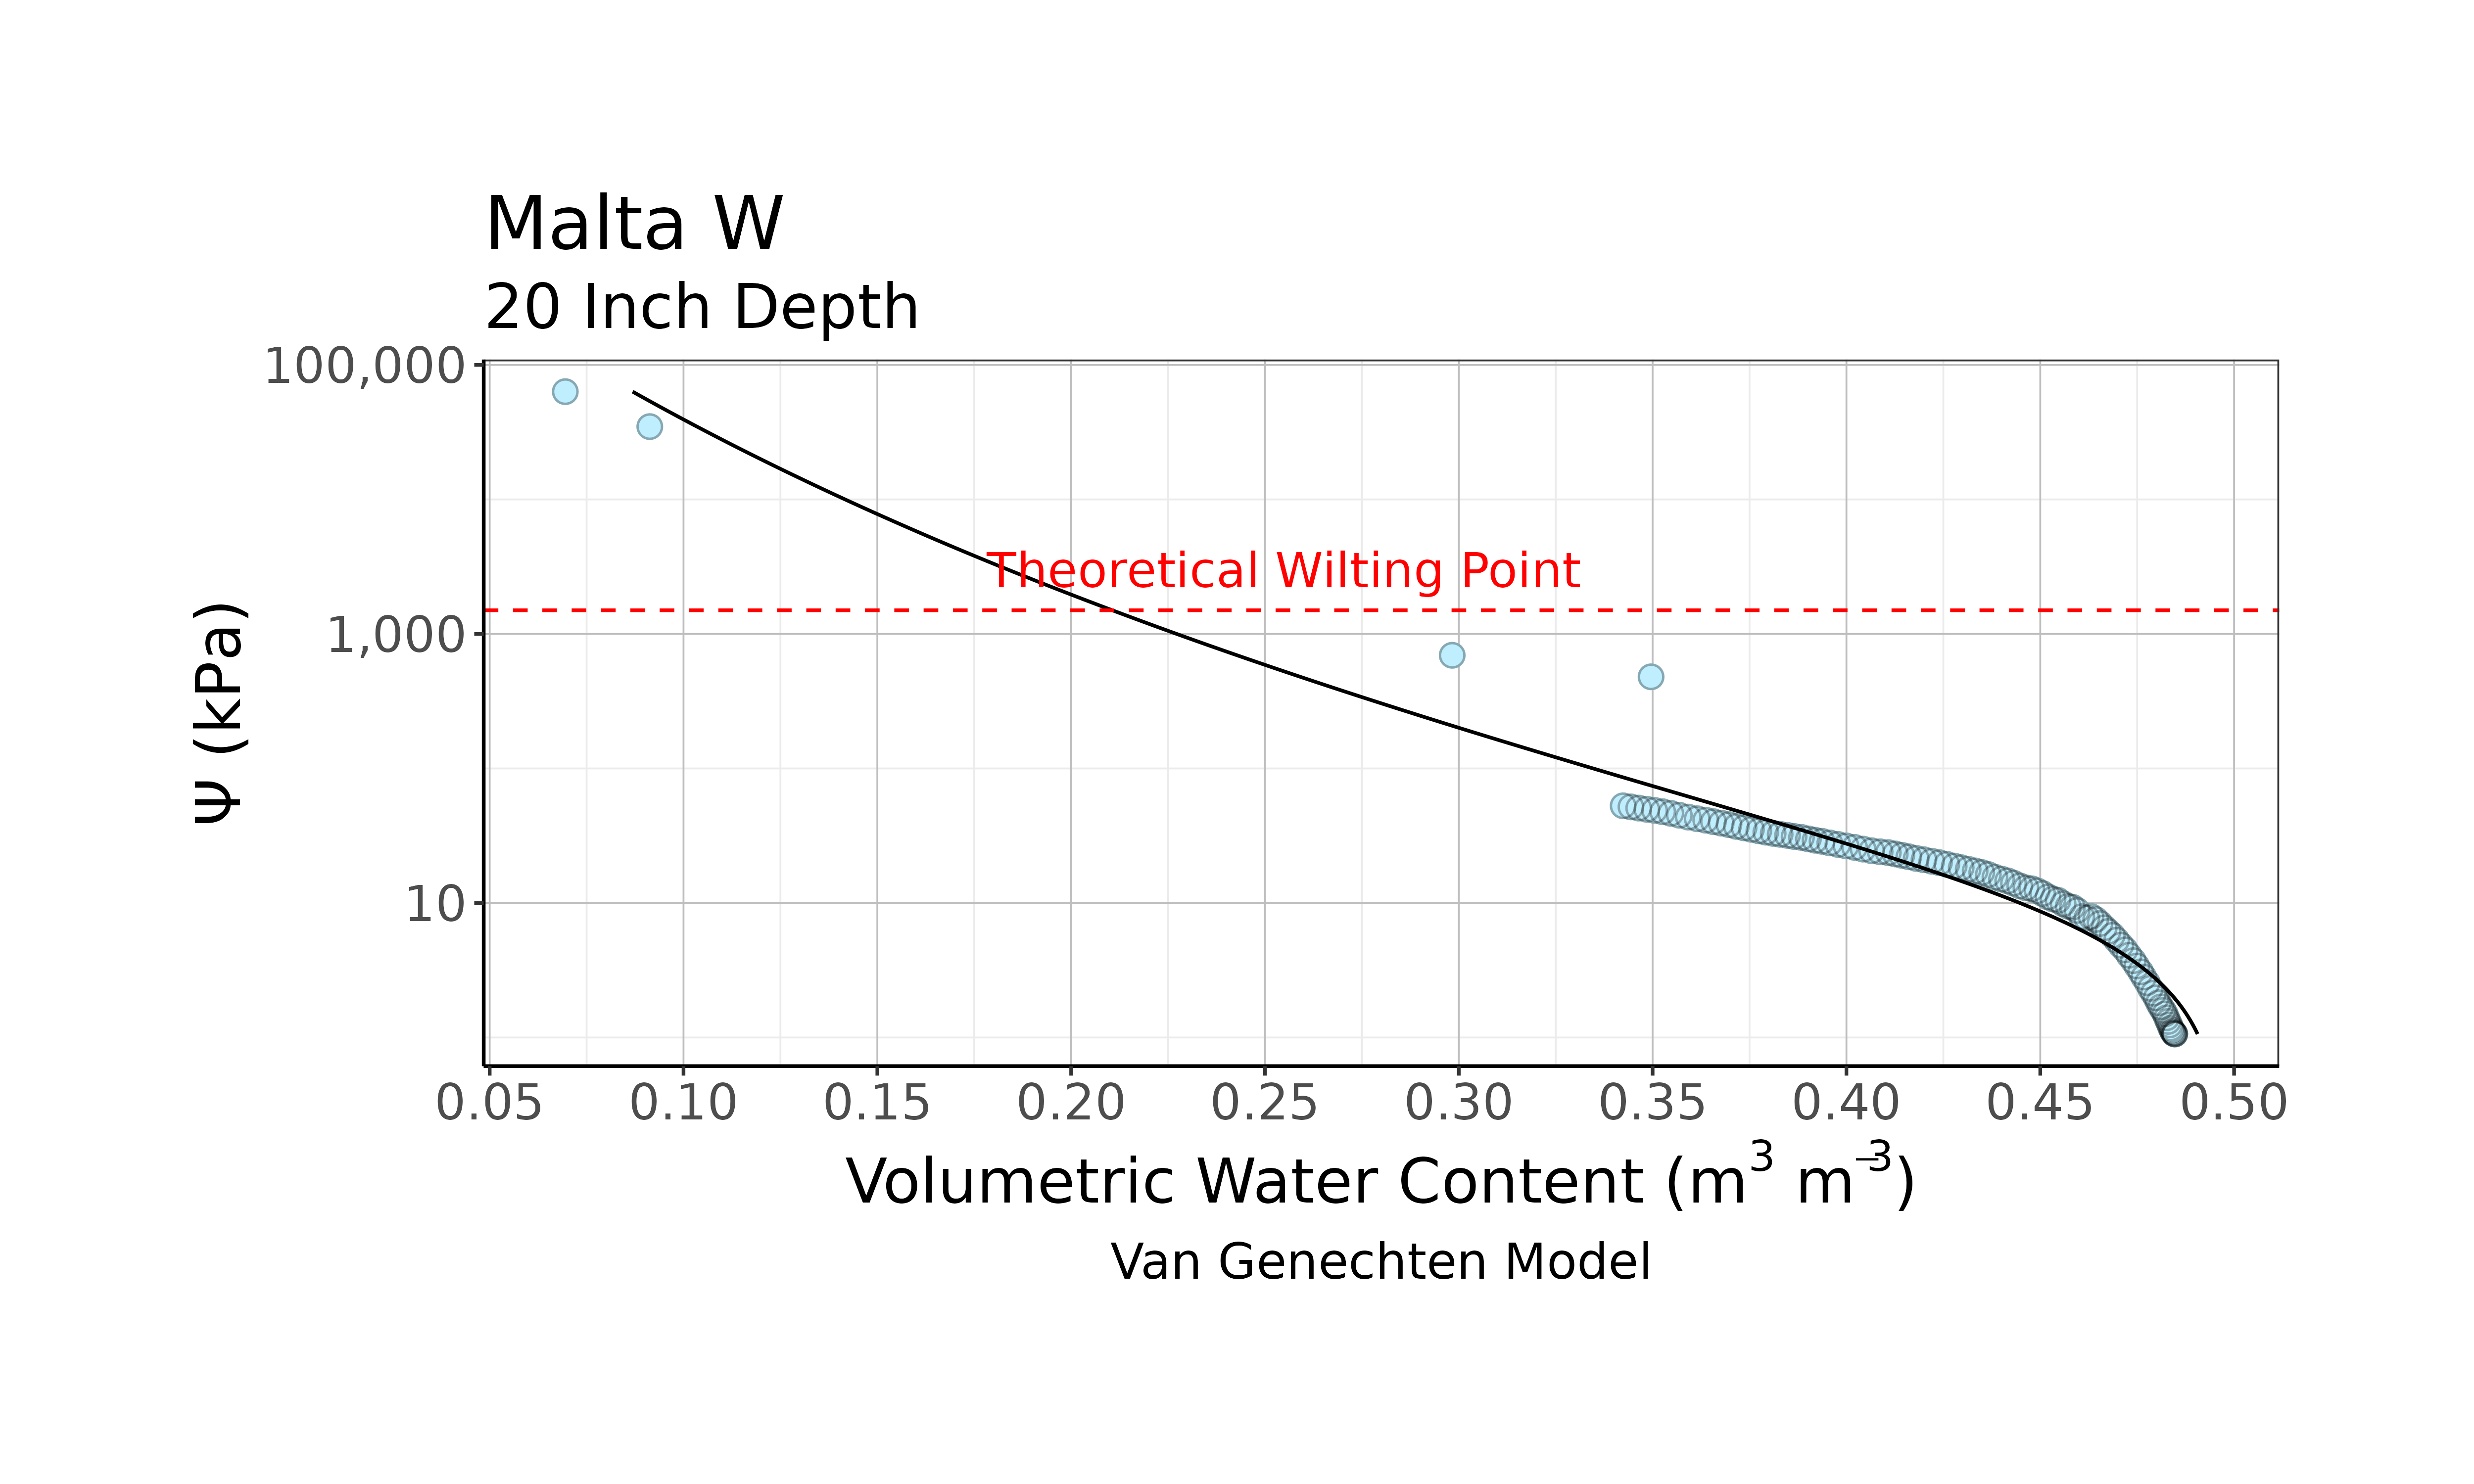 Malta W
20 Inch Depth
100,000
1,000
10
Ψ (kPa)
Theoretical Wilting Point
0.05 0.10 0.15 0.20 0.25 0.30 0.35 0.40 0.45 0.50
Volumetric Water Content (m³ m⁻³)
Van Genechten Model